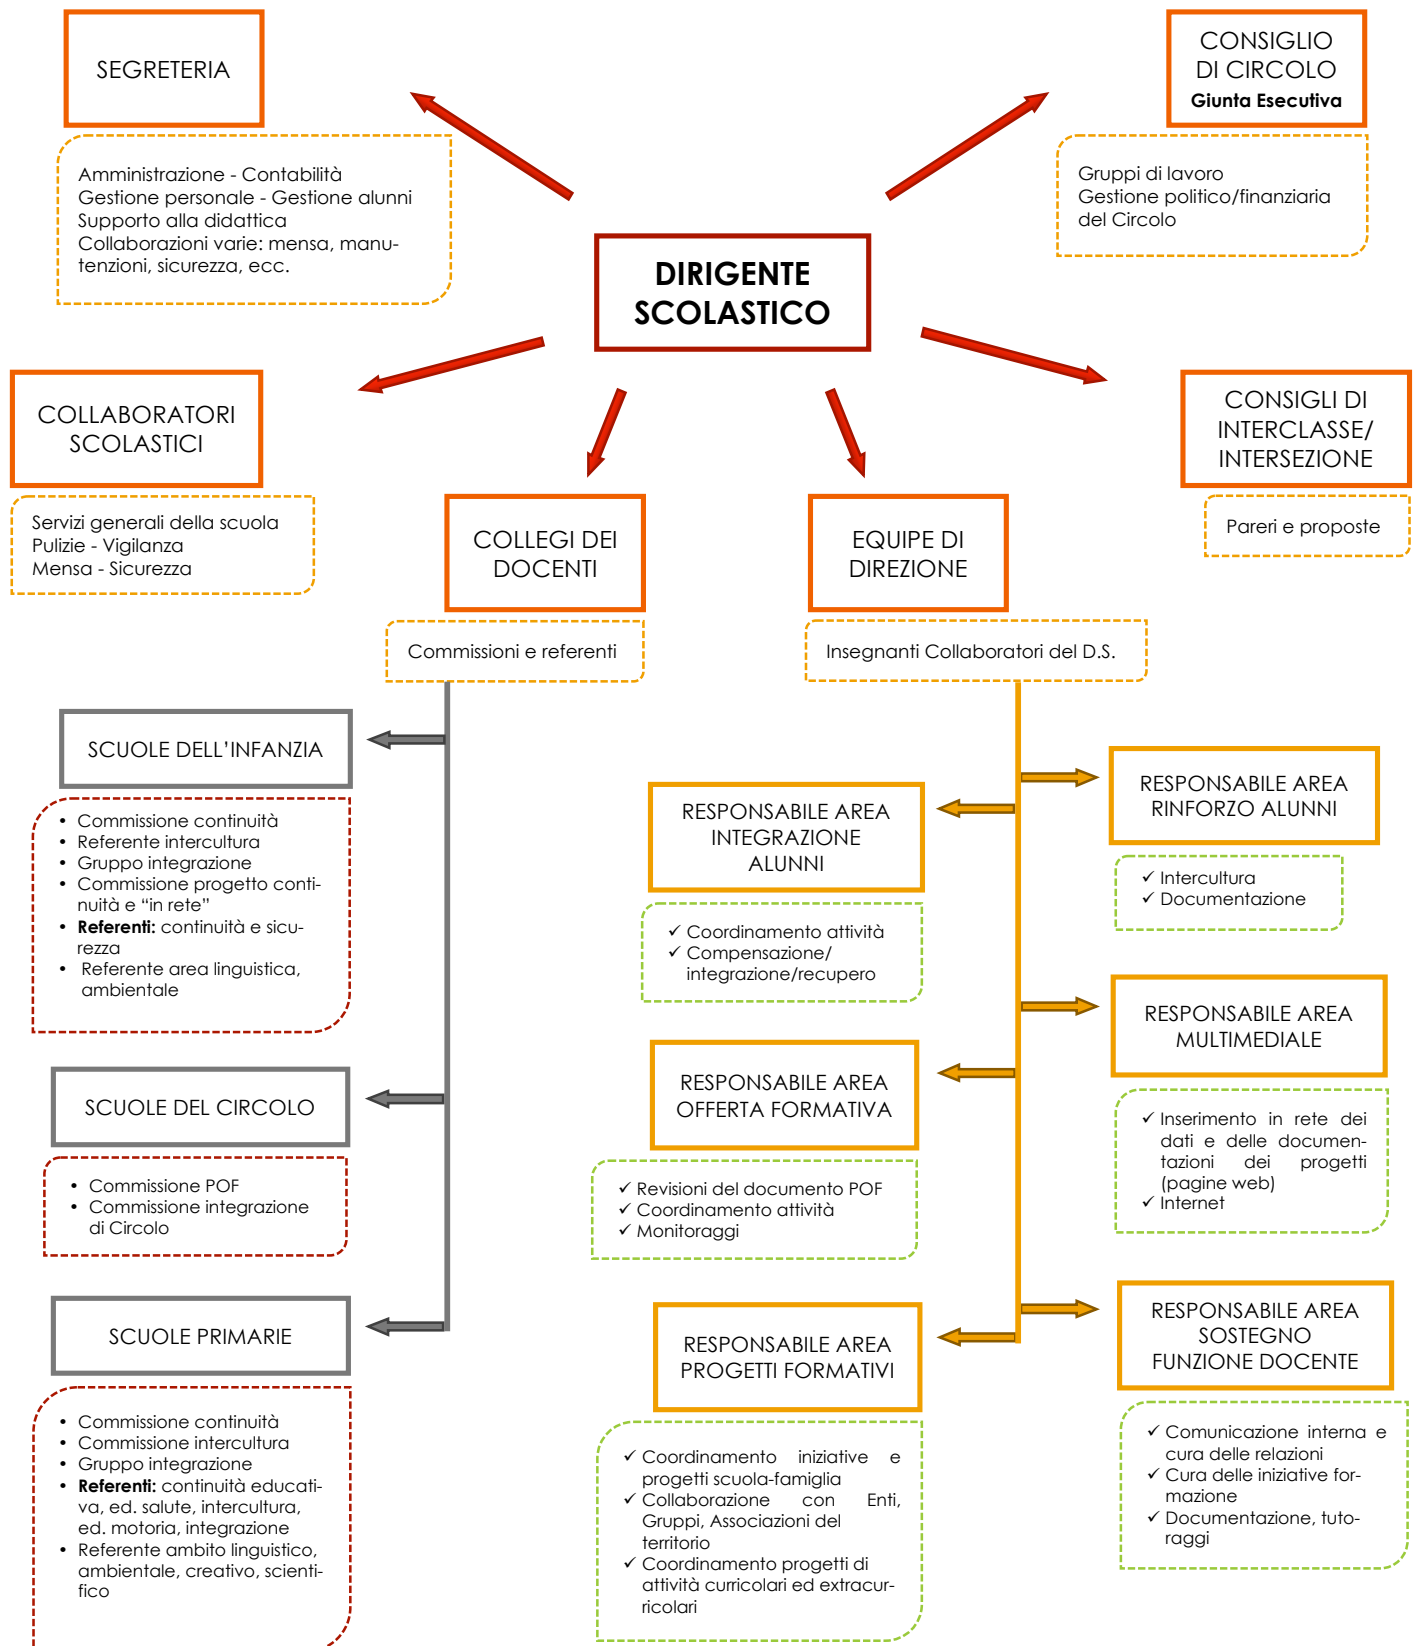 SEGRETERIA
Amministrazione - Contabilità
Gestione personale - Gestione alunni
Supporto alla didattica
Collaborazioni varie: mensa, manu-
tenzioni, sicurezza, ecc.
CONSIGLIO
DI CIRCOLO
Giunta Esecutiva
Gruppi di lavoro
Gestione politico/finanziaria
del Circolo
DIRIGENTE
SCOLASTICO
COLLABORATORI
SCOLASTICI
Servizi generali della scuola
Pulizie - Vigilanza
Mensa - Sicurezza
CONSIGLI DI
INTERCLASSE/
INTERSEZIONE
Pareri e proposte
COLLEGI DEI
DOCENTI
Commissioni e referenti
EQUIPE DI
DIREZIONE
Insegnanti Collaboratori del D.S.
SCUOLE DELL’INFANZIA
• Commissione continuità
• Referente intercultura
• Gruppo integrazione
• Commissione progetto conti-
nuità e “in rete”
• Referenti: continuità e sicu-
rezza
• Referente area linguistica,
ambientale
SCUOLE DEL CIRCOLO
• Commissione POF
• Commissione integrazione
di Circolo
SCUOLE PRIMARIE
• Commissione continuità
• Commissione intercultura
• Gruppo integrazione
• Referenti: continuità educati-
va, ed. salute, intercultura,
ed. motoria, integrazione
• Referente ambito linguistico,
ambientale, creativo, scienti-
fico
RESPONSABILE AREA
INTEGRAZIONE
ALUNNI
✓ Coordinamento attività
✓ Compensazione/
integrazione/recupero
RESPONSABILE AREA
OFFERTA FORMATIVA
✓ Revisioni del documento POF
✓ Coordinamento attività
✓ Monitoraggi
RESPONSABILE AREA
PROGETTI FORMATIVI
✓ Coordinamento iniziative e
progetti scuola-famiglia
✓ Collaborazione con Enti,
Gruppi, Associazioni del
territorio
✓ Coordinamento progetti di
attività curricolari ed extracur-
ricolari
RESPONSABILE AREA
RINFORZO ALUNNI
✓ Intercultura
✓ Documentazione
RESPONSABILE AREA
MULTIMEDIALE
✓ Inserimento in rete dei
dati e delle documen-
tazioni dei progetti
(pagine web)
✓ Internet
RESPONSABILE AREA
SOSTEGNO
FUNZIONE DOCENTE
✓ Comunicazione interna e
cura delle relazioni
✓ Cura delle iniziative for-
mazione
✓ Documentazione, tuto-
raggi